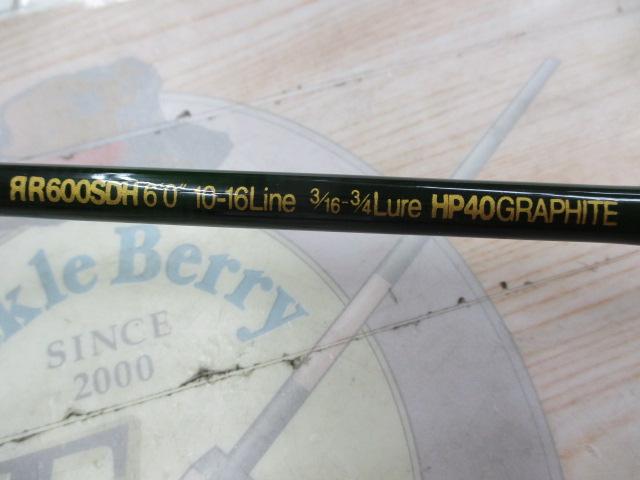 ЯR600SDH 6'0" 10-16Line 3/16-3/4Lure HP40GRAPHITE
kle Berry
SINCE
2000